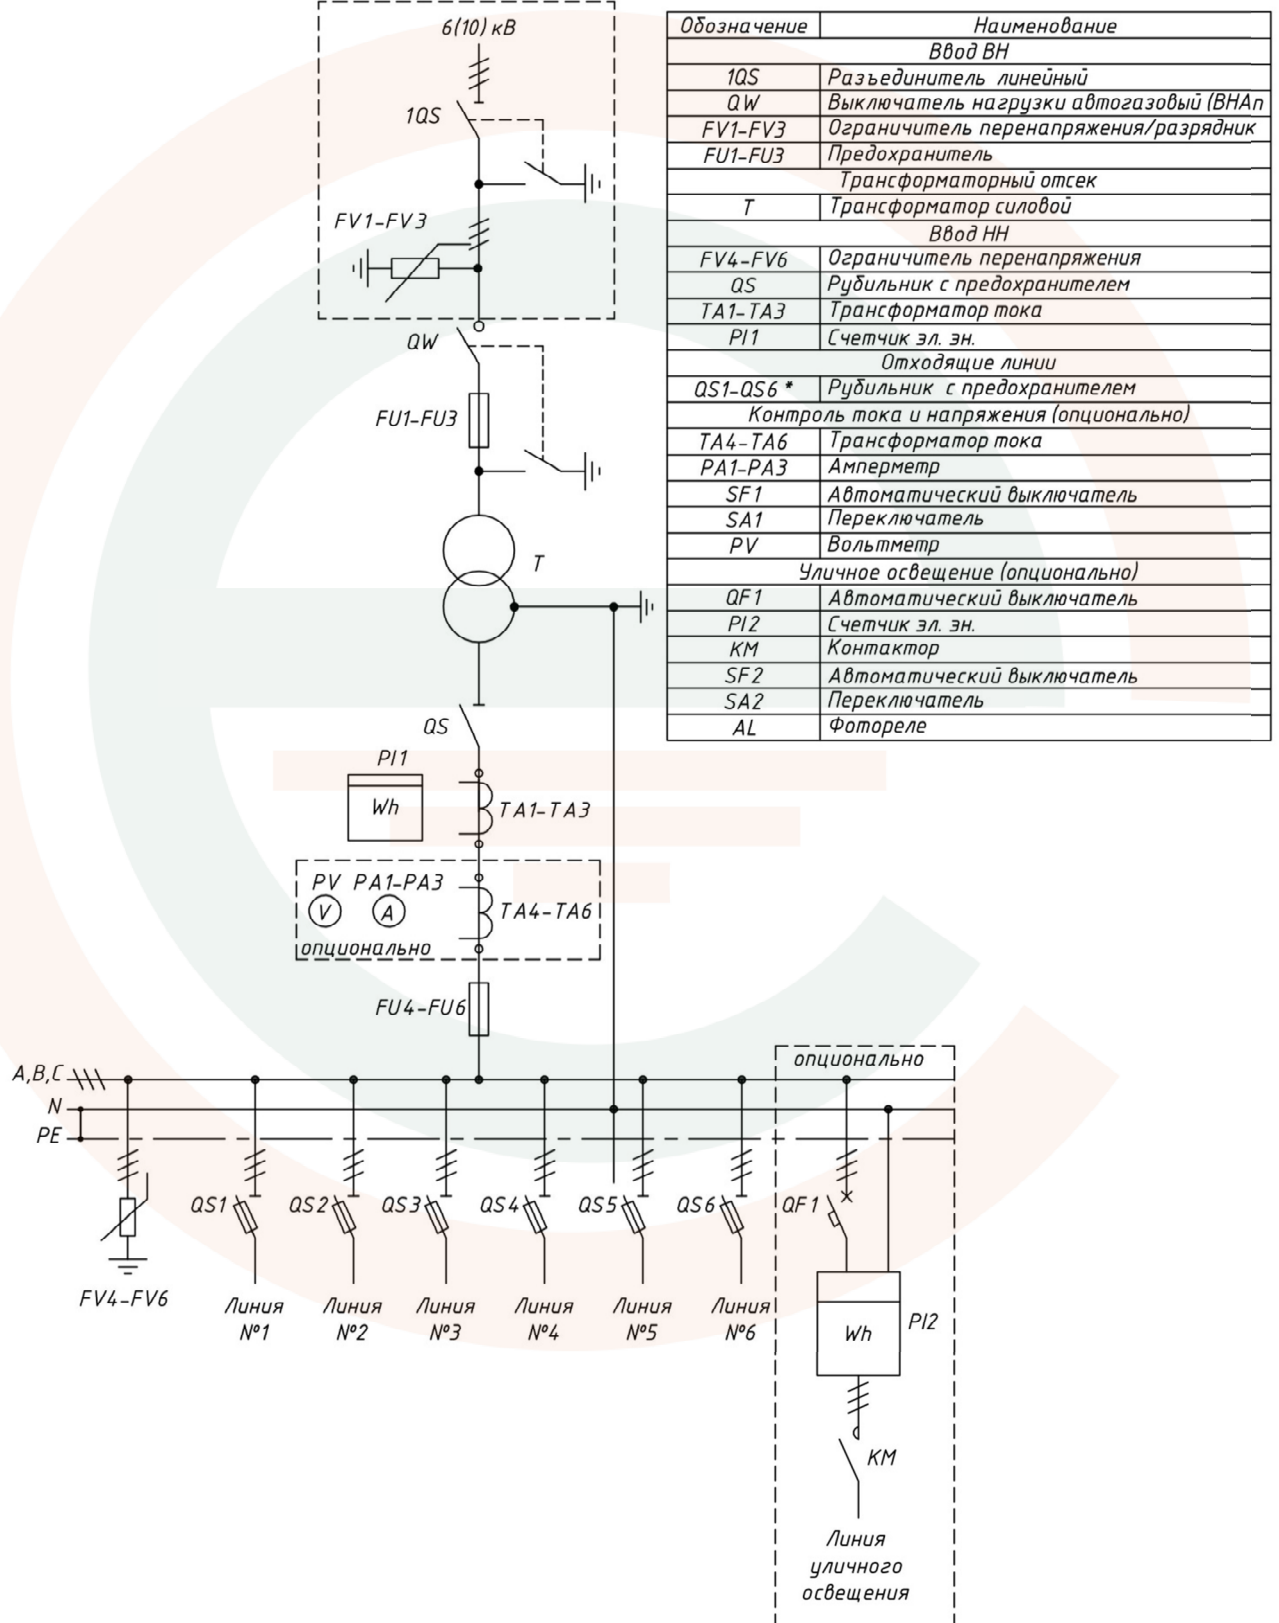 6(10) кВ
1QS
FV1-FV3
QW
FU1-FU3
T
QS
PI1
Wh
TA1-TA3
PV PA1-PA3
V A
TA4-TA6
опционально
FU4-FU6
Обозначение Наименование
Ввод ВН
1QS Разъединитель линейный
QW Выключатель нагрузки автогазовый (ВНАп
FV1-FV3 Ограничитель перенапряжения/разрядник
FU1-FU3 Предохранитель
Трансформаторный отсек
T Трансформатор силовой
Ввод НН
FV4-FV6 Ограничитель перенапряжения
QS Рубильник с предохранителем
TA1-TA3 Трансформатор тока
PI1 Счетчик эл. эн.
Отходящие линии
QS1-QS6 * Рубильник с предохранителем
Контроль тока и напряжения (опционально)
TA4-TA6 Трансформатор тока
PA1-PA3 Амперметр
SF1 Автоматический выключатель
SA1 Переключатель
PV Вольтметр
Уличное освещение (опционально)
QF1 Автоматический выключатель
PI2 Счетчик эл. эн.
KM Контактор
SF2 Автоматический выключатель
SA2 Переключатель
AL Фотореле
опционально
A,B,C
N
PE
QS1 QS2 QS3 QS4 QS5 QS6 QF1
FV4-FV6
Линия Линия Линия Линия Линия Линия
№1 №2 №3 №4 №5 №6
Wh
PI2
KM
Линия
уличного
освещения